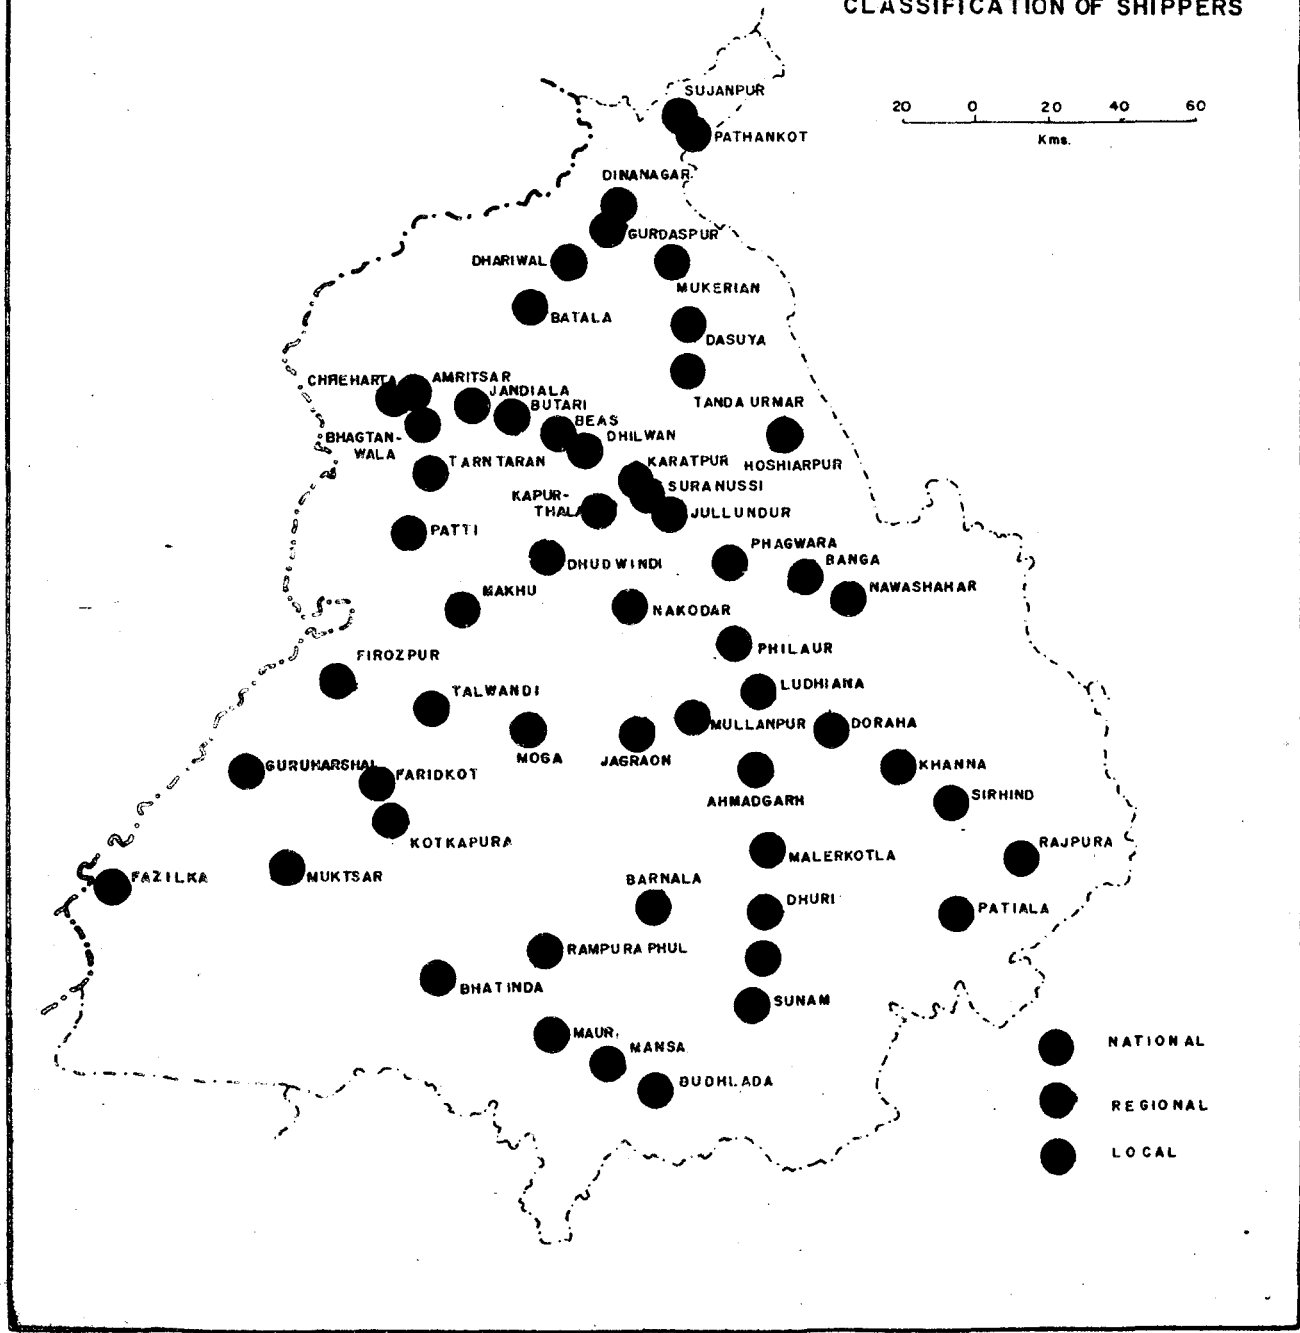 CLASSIFICATION OF SHIPPERS
SUJANPUR
20 0 20 40 60
Kms.
PATHANKOT
DINANAGAR
GURDASPUR
DHARIWAL
MUKERIAN
BATALA
DASUYA
CHHEHARTA
AMRITSAR
JANDIALA
TANDA URMAR
BUTARI
BEAS
DHILWAN
BHAGTAN-
WALA
TARN TARAN
KARATPUR
HOSHIARPUR
SURANUSSI
KAPUR-
THALA
JULLUNDUR
PATTI
PHAGWARA
DHUDWINDI
BANGA
NAWASHAHAR
MAKHU
NAKODAR
PHILAUR
FIROZPUR
LUDHIANA
TALWANDI
MULLANPUR
DORAHA
MOGA
JAGRAON
GURUHARSHAI
FARIDKOT
KHANNA
AHMADGARH
SIRHIND
KOTKAPURA
RAJPURA
MALERKOTLA
FAZILKA
MUKTSAR
BARNALA
DHURI
PATIALA
RAMPURA PHUL
BHATINDA
SUNAM
MAUR
MANSA
BUDHLADA
NATIONAL
REGIONAL
LOCAL